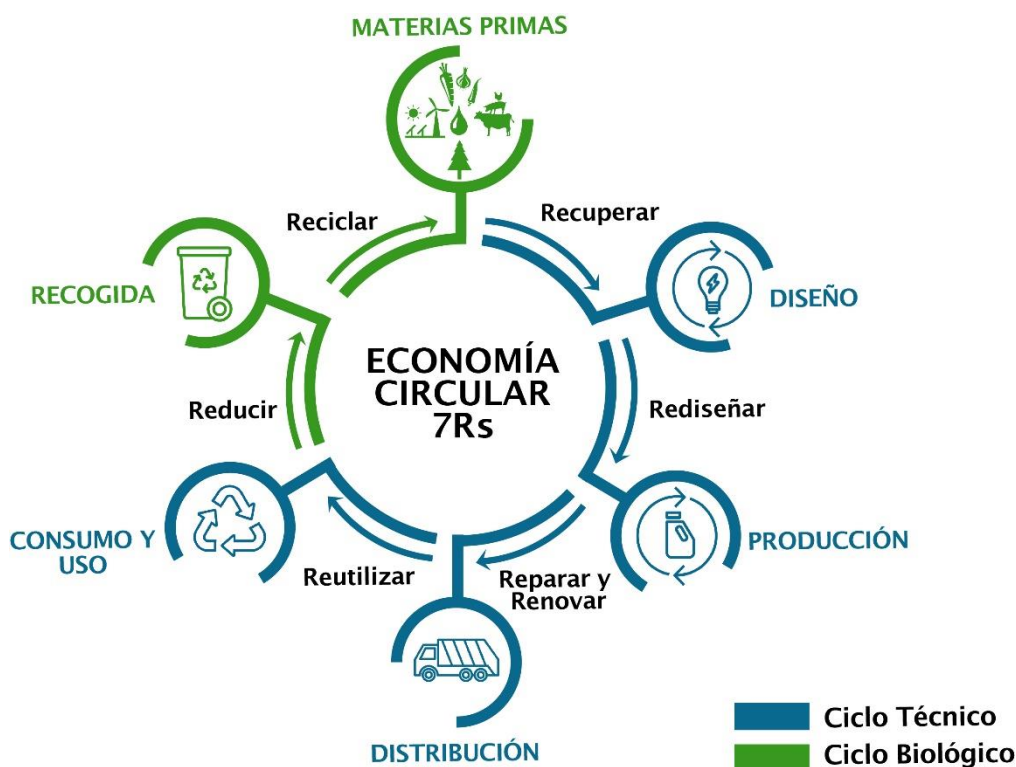 MATERIAS PRIMAS
Reciclar
Recuperar
RECOGIDA
DISEÑO
ECONOMÍA
CIRCULAR
7Rs
Reducir
Rediseñar
CONSUMO Y
USO
PRODUCCIÓN
Reutilizar
Reparar y
Renovar
DISTRIBUCIÓN
Ciclo Técnico
Ciclo Biológico